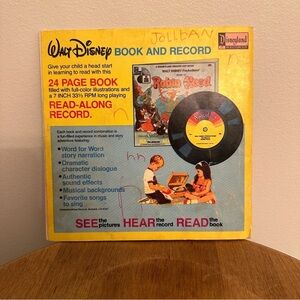 JOLLBAN
WALT DISNEY BOOK AND RECORD
Disneyland
Give your child a head start
in learning to read with this
24 PAGE BOOK
filled with full-color illustrations and
a 7 INCH 33⅓ RPM long playing
READ-ALONG
RECORD.
Robin Hood
Each book and record combination is
a fun-filled experience in music and story
adventure featuring:
•Word for Word
story narration
•Dramatic
character dialogue
•Authentic
sound effects
•Musical backgrounds
•Favorite songs
to sing
SEE the pictures HEAR the record READ the book